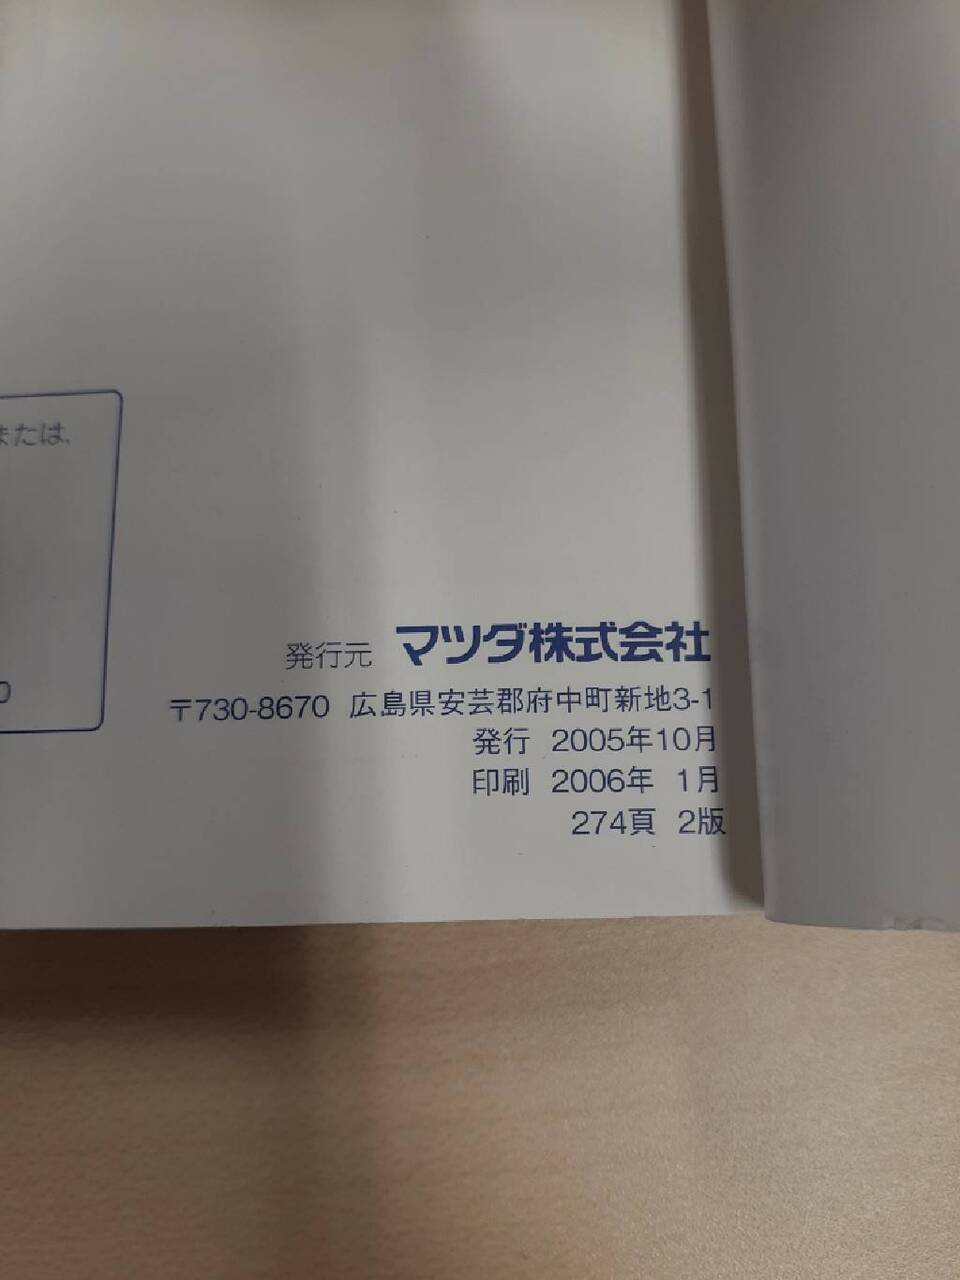 または,
0
発行元 マツダ株式会社
〒730-8670 広島県安芸郡府中町新地3-1
発行 2005年10月
印刷 2006年 1月
274頁 2版